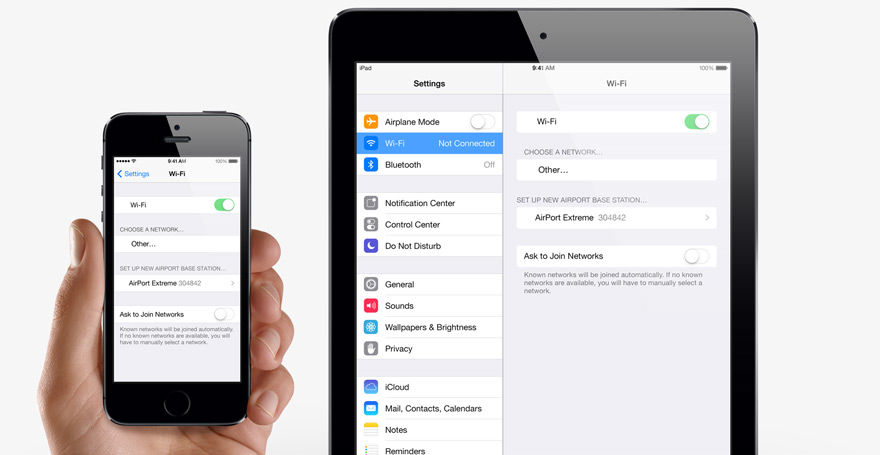 9:41 AM 100%
Settings Wi-Fi
Wi-Fi
CHOOSE A NETWORK...
Other...
SET UP NEW AIRPORT BASE STATION...
AirPort Extreme 304842
Ask to Join Networks
Known networks will be joined automatically.
If no known networks are available, you will
have to manually select a network.
iPad 9:41 AM 100%
Settings
Airplane Mode
Wi-Fi Not Connected
Bluetooth Off
Notification Center
Control Center
Do Not Disturb
General
Sounds
Wallpapers & Brightness
Privacy
iCloud
Mail, Contacts, Calendars
Notes
Reminders
Wi-Fi
Wi-Fi
CHOOSE A NETWORK...
Other...
SET UP NEW AIRPORT BASE STATION...
AirPort Extreme 304842
Ask to Join Networks
Known networks will be joined automatically. If no known
networks are available, you will have to manually select a
network.